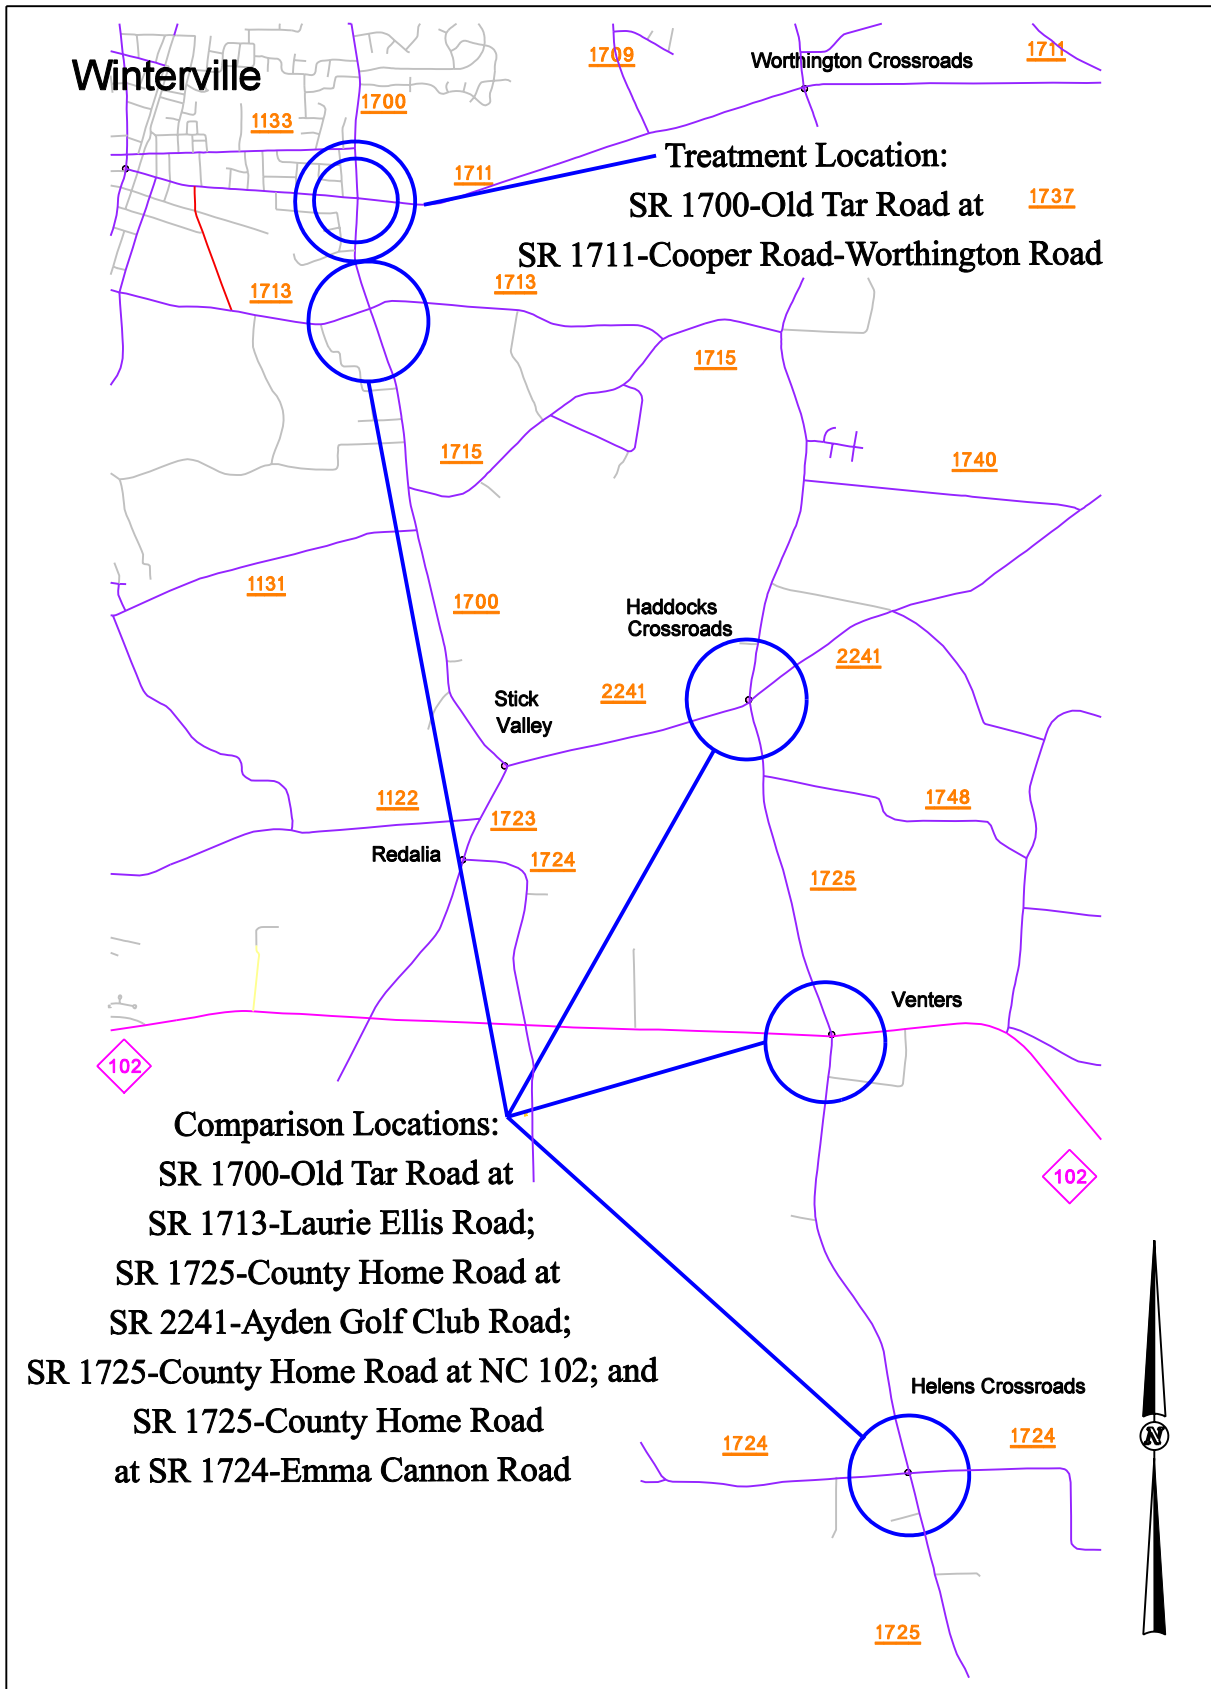 1709
Worthington Crossroads
1711
Winterville
1700
1133
1711
Treatment Location:
SR 1700-Old Tar Road at
1737
SR 1711-Cooper Road-Worthington Road
1713
1713
1715
1715
1740
1131
1700
Haddocks
Crossroads
2241
2241
Stick
Valley
1122
1748
1723
Redalia
1724
1725
Venters
102
Comparison Locations:
SR 1700-Old Tar Road at
SR 1713-Laurie Ellis Road;
SR 1725-County Home Road at
SR 2241-Ayden Golf Club Road;
SR 1725-County Home Road at NC 102; and
SR 1725-County Home Road
at SR 1724-Emma Cannon Road
102
Helens Crossroads
1724
1724
N
1725